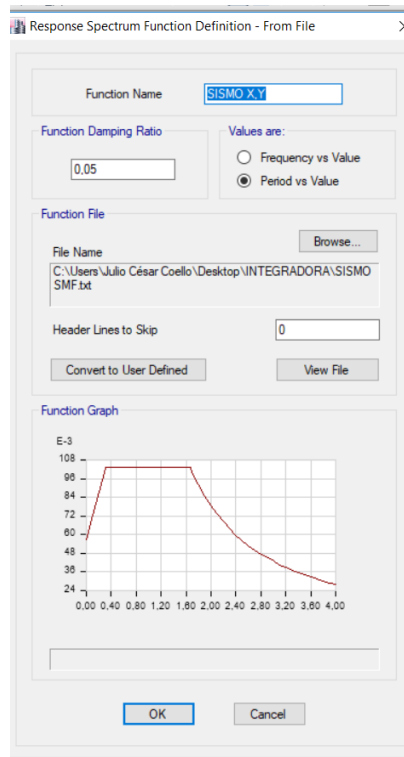 Response Spectrum Function Definition - From File
Function Name
SISMO X,Y
Function Damping Ratio
0,05
Values are:
Frequency vs Value
Period vs Value
Function File
Browse...
File Name
C:\Users\Julio César Coello\Desktop\INTEGRADORA\SISMO
SMF.txt
Header Lines to Skip
0
Convert to User Defined
View File
Function Graph
E-3
108
96
84
72
60
48
36
24
0,00 0,40 0,80 1,20 1,60 2,00 2,40 2,80 3,20 3,60 4,00
OK
Cancel